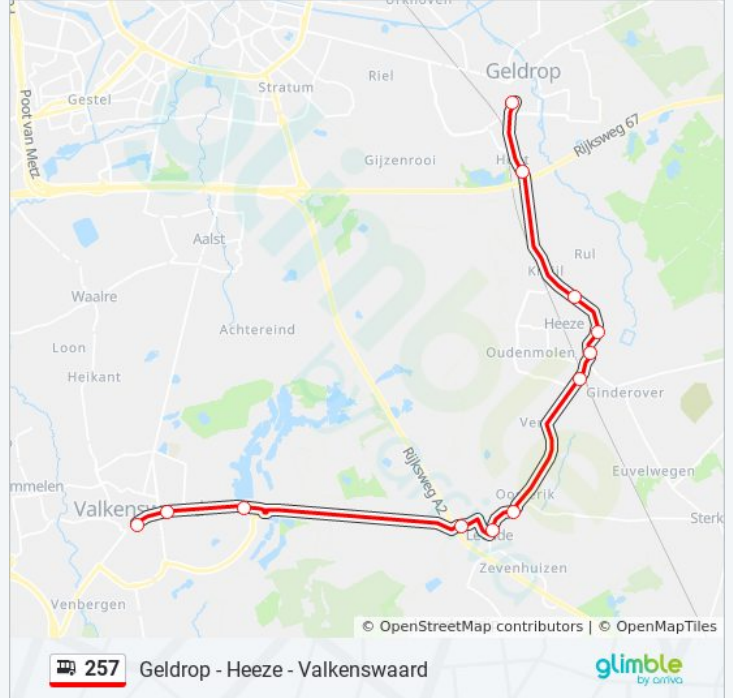 Geldrop
Riel
Stratum
Gestel
Poot van Metz
Rijksweg 67
Gijzenrooi
Aalst
Rul
Waalre
Heeze
Achtereind
Loon
Oudenmolen
Heikant
Ginderover
Rijksweg A2
Euvelwegen
mmelen
Valkensw
Sterk
Zevenhuizen
Venbergen
© OpenStreetMap contributors | © OpenMapTiles
257 Geldrop - Heeze - Valkenswaard
glimble
by arriva